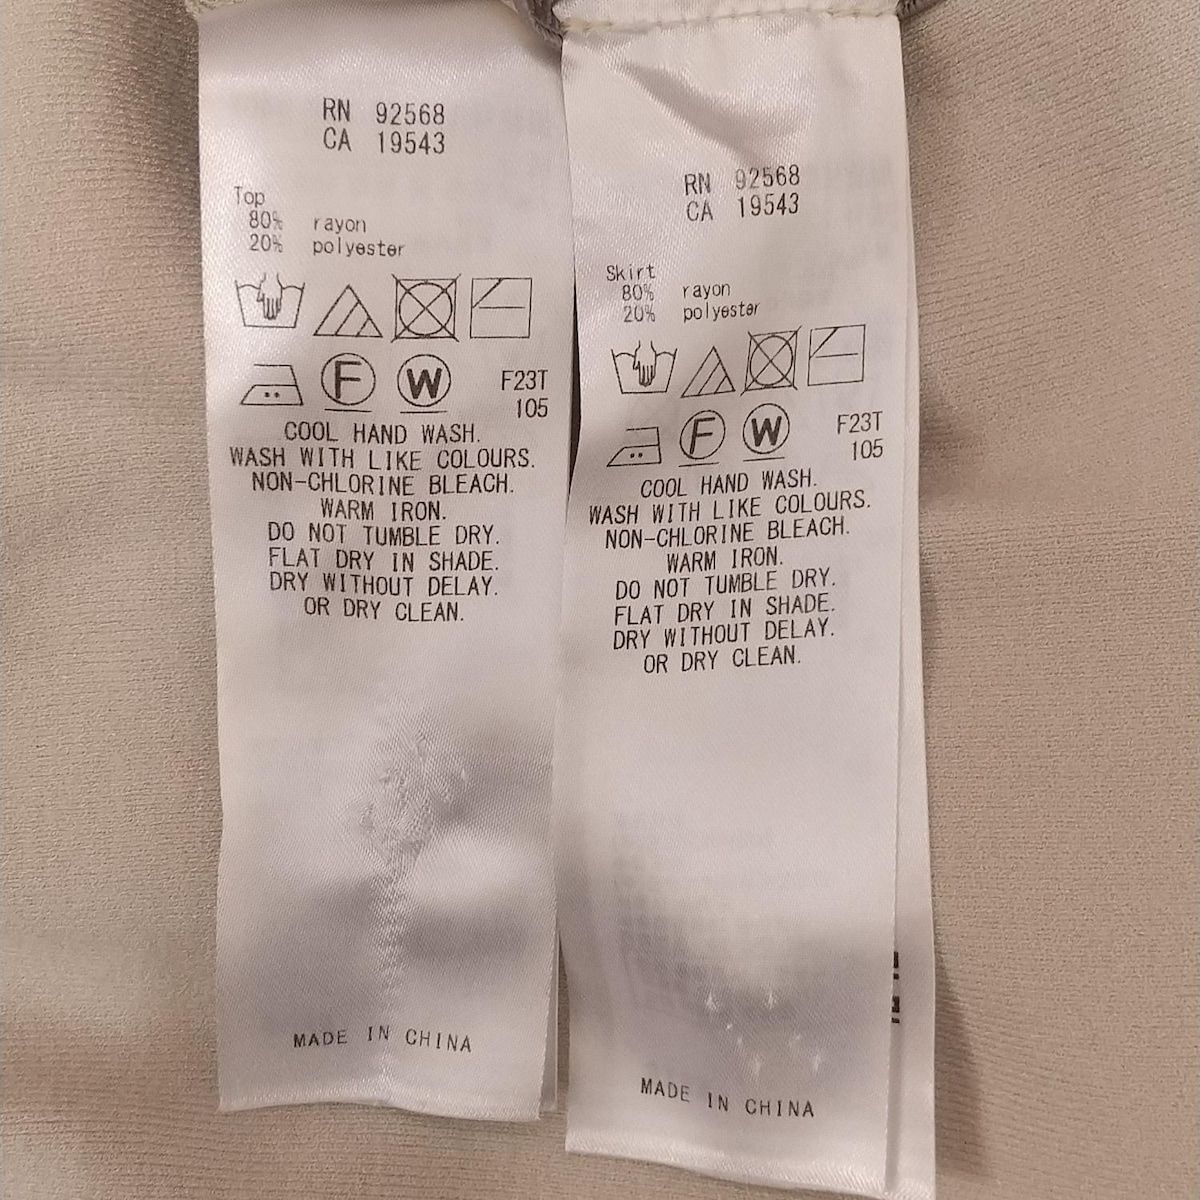 RN 92568
CA 19543
Top
80% rayon
20% polyester
F W F23T
105
COOL HAND WASH.
WASH WITH LIKE COLOURS.
NON-CHLORINE BLEACH.
WARM IRON.
DO NOT TUMBLE DRY.
FLAT DRY IN SHADE.
DRY WITHOUT DELAY.
OR DRY CLEAN.
MADE IN CHINA
RN 92568
CA 19543
Skirt
80% rayon
20% polyester
F W F23T
105
COOL HAND WASH.
WASH WITH LIKE COLOURS.
NON-CHLORINE BLEACH.
WARM IRON.
DO NOT TUMBLE DRY.
FLAT DRY IN SHADE.
DRY WITHOUT DELAY.
OR DRY CLEAN.
MADE IN CHINA